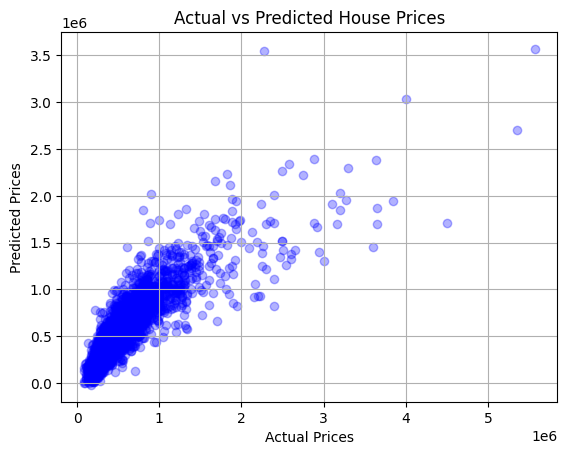 Actual vs Predicted House Prices
1e6
3.5
3.0
2.5
2.0
1.5
1.0
0.5
0.0
Predicted Prices
0 1 2 3 4 5
1e6
Actual Prices